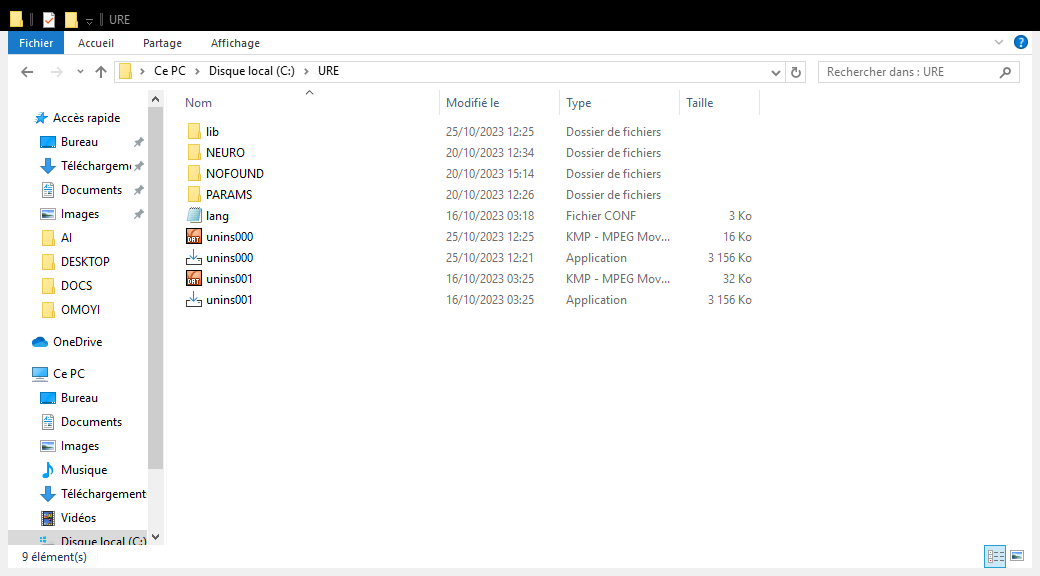 URE
Fichier Accueil Partage Affichage
Ce PC Disque local (C:) URE Rechercher dans : URE
Nom Modifié le Type Taille
Accès rapide
Bureau
Téléchargem
Documents
Images
AI
DESKTOP
DOCS
OMOYI
OneDrive
Ce PC
Bureau
Documents
Images
Musique
Téléchargement
Vidéos
Disque local (C:)
lib 25/10/2023 12:25 Dossier de fichiers
NEURO 20/10/2023 12:34 Dossier de fichiers
NOFOUND 20/10/2023 15:14 Dossier de fichiers
PARAMS 20/10/2023 12:26 Dossier de fichiers
lang 16/10/2023 03:18 Fichier CONF 3 Ko
DAT unins000 25/10/2023 12:25 KMP - MPEG Mov... 16 Ko
unins000 25/10/2023 12:21 Application 3 156 Ko
DAT unins001 16/10/2023 03:25 KMP - MPEG Mov... 32 Ko
unins001 16/10/2023 03:25 Application 3 156 Ko
9 élément(s)